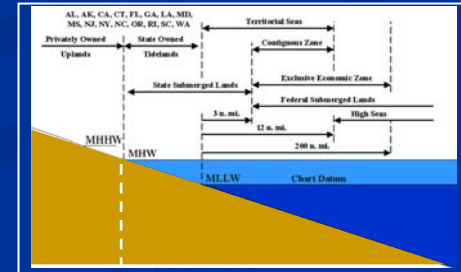 AL, AK, CA, CT, FL, GA, LA, MD,
MS, NJ, NY, NC, OR, RI, SC, WA
Territorial Seas
Privately Owned
State Owned
Contiguous Zone
Uplands
Tidelands
State Submerged Lands
Exclusive Economic Zone
Federal Submerged Lands
3 n. mi.
High Seas
12 n. mi.
MHHW
200 n. mi.
MHW
MLLW
Chart Datum